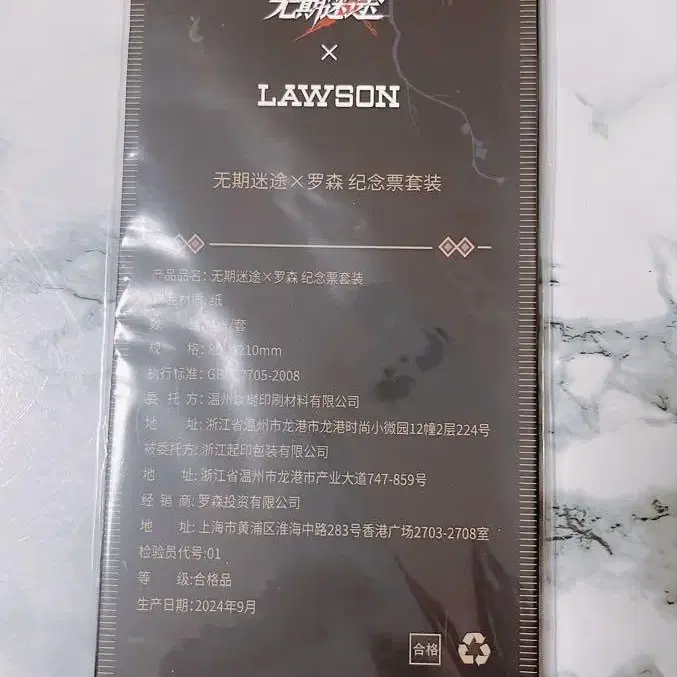 无期迷途
×
LAWSON
无期迷途×罗森 纪念票套装
产品品名: 无期迷途×罗森 纪念票套装
材质: 纸
/套
规 格: 210mm
执行标准: GB 7705-2008
委 托 方: 温州 印刷材料有限公司
地 址: 浙江省温州市龙港市龙港时尚小微园12幢2层224号
被委托方: 浙江起印包装有限公司
地 址: 浙江省温州市龙港市产业大道747-859号
经 销 商: 罗森投资有限公司
地 址: 上海市黄浦区淮海中路283号香港广场2703-2708室
检验员代号:01
等 级:合格品
生产日期:2024年9月
合格